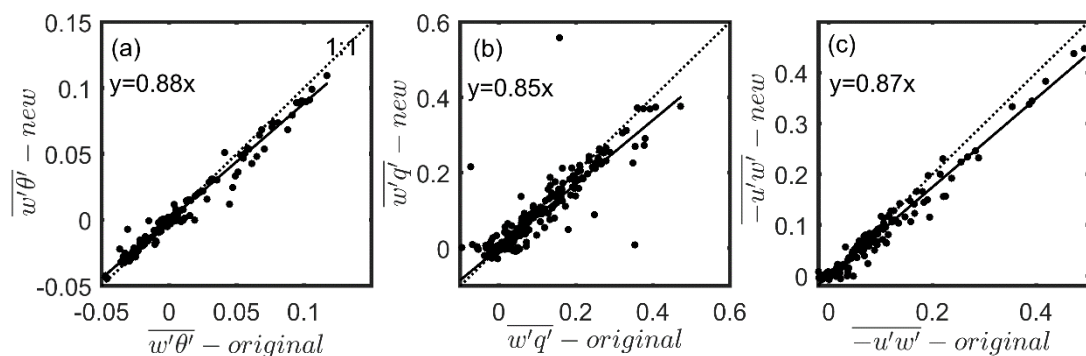 (a)
1:1
y=0.88x
0.15
0.1
0.05
0
-0.05
-0.05
0
0.05
0.1
w'θ' - new
w'θ' - original
(b)
y=0.85x
0.6
0.4
0.2
0
0
0.2
0.4
0.6
w'q' - new
w'q' - original
(c)
y=0.87x
0.4
0.3
0.2
0.1
0
0
0.2
0.4
-u'w' - new
-u'w' - original